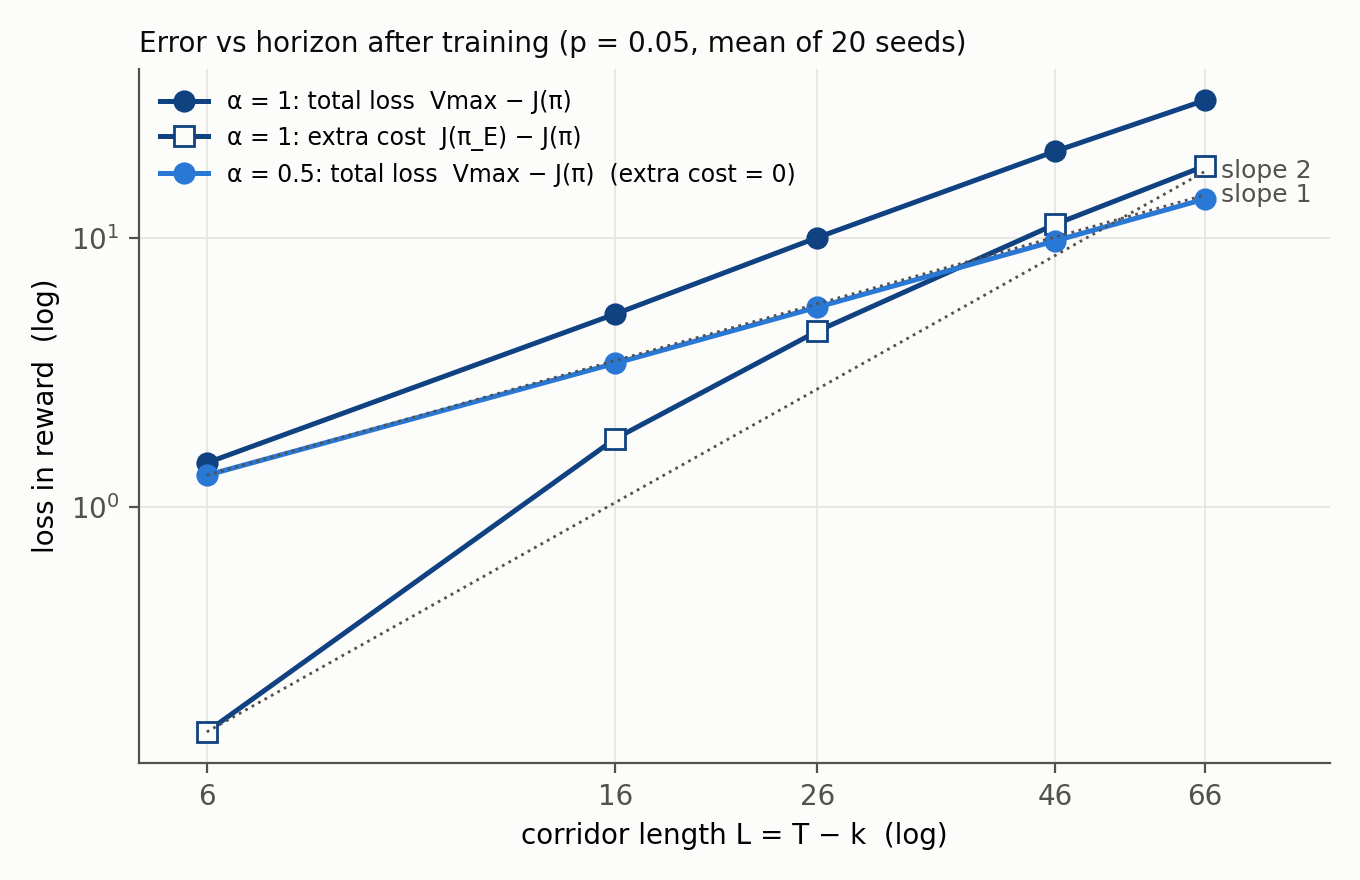 Error vs horizon after training (p = 0.05, mean of 20 seeds)
α = 1: total loss  Vmax − J(π)
α = 1: extra cost  J(π_E) − J(π)
α = 0.5: total loss  Vmax − J(π)  (extra cost = 0)
slope 2
slope 1
10¹
10⁰
loss in reward  (log)
6 16 26 46 66
corridor length L = T − k  (log)